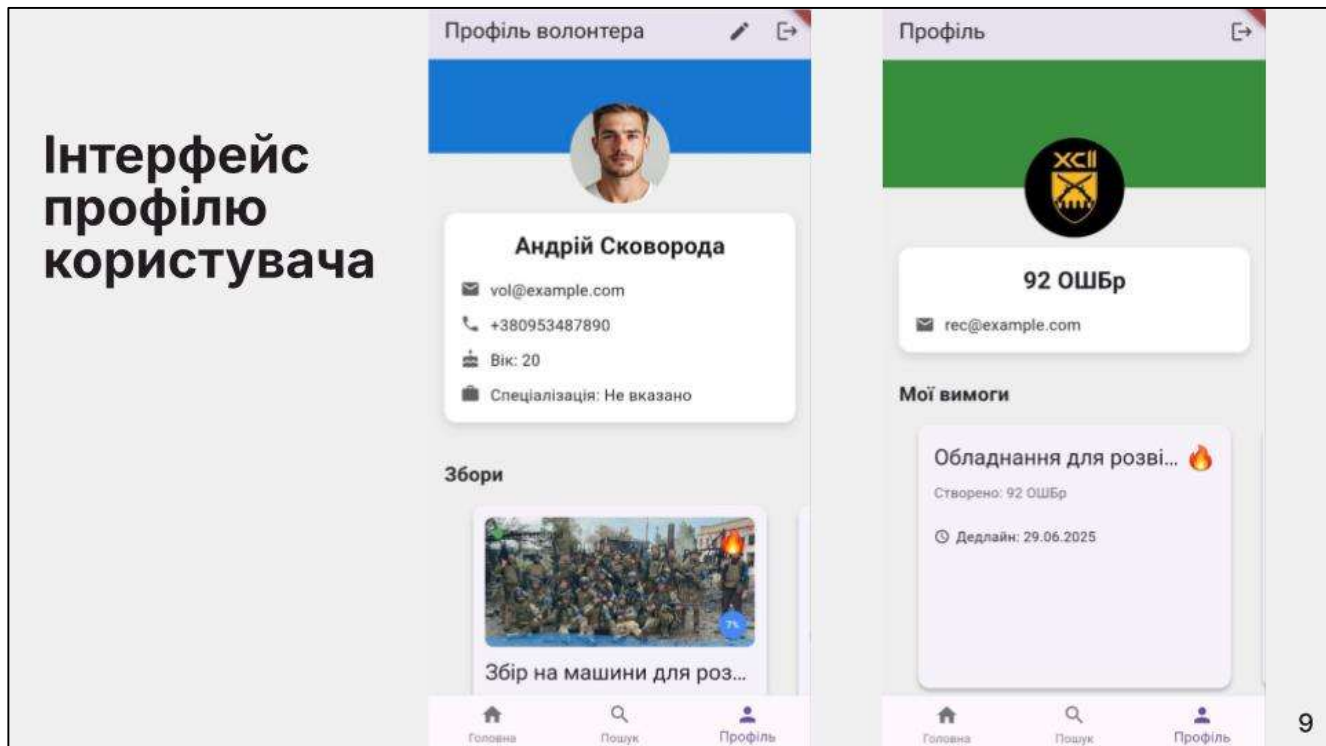 Інтерфейс
профілю
користувача
Профіль волонтера
Андрій Сковорода
vol@example.com
+380953487890
Вік: 20
Спеціалізація: Не вказано
Збори
7%
Збір на машини для роз...
Головна
Пошук
Профіль
Профіль
XCII
92 ОШБр
rec@example.com
Мої вимоги
Обладнання для розві...
Створено: 92 ОШБр
Дедлайн: 29.06.2025
Головна
Пошук
Профіль
9